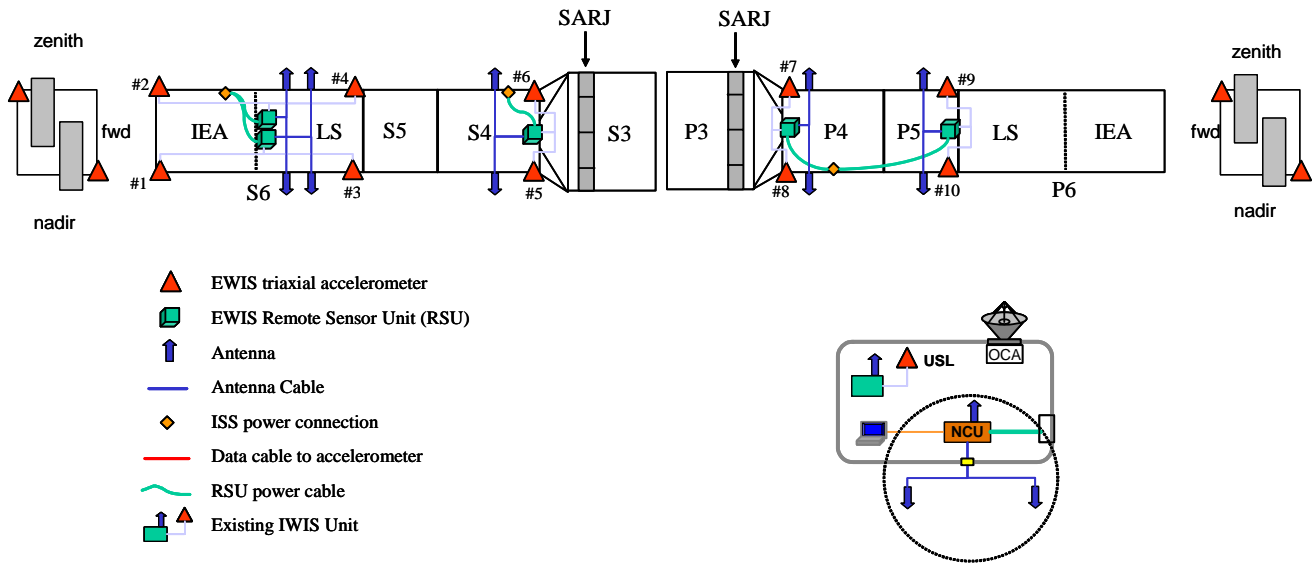 SARJ
SARJ
zenith
fwd
nadir
#2
#4
#6
IEA
LS
S5
S4
S3
#1
S6
#3
#5
#7
#9
P3
P4
P5
LS
IEA
#8
#10
P6
zenith
fwd
nadir
EWIS triaxial accelerometer
EWIS Remote Sensor Unit (RSU)
Antenna
Antenna Cable
ISS power connection
Data cable to accelerometer
RSU power cable
Existing IWIS Unit
OCA
USL
NCU